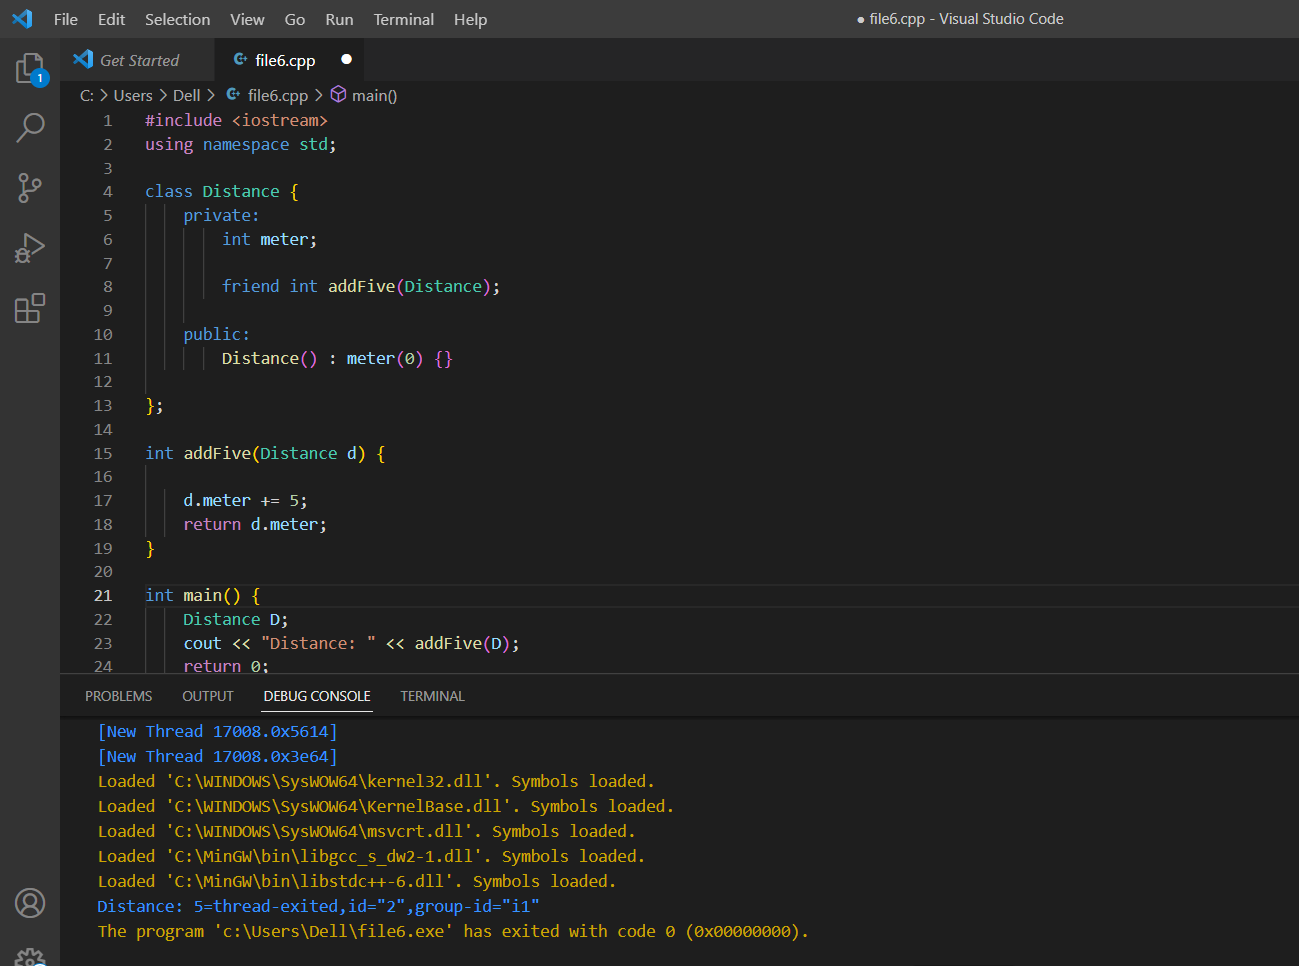 File Edit Selection View Go Run Terminal Help ● file6.cpp - Visual Studio Code
Get Started file6.cpp ●
1
C: > Users > Dell > file6.cpp > main()
1 #include <iostream>
2 using namespace std;
3
4 class Distance {
5 private:
6 int meter;
7
8 friend int addFive(Distance);
9
10 public:
11 Distance() : meter(0) {}
12
13 };
14
15 int addFive(Distance d) {
16
17 d.meter += 5;
18 return d.meter;
19 }
20
21 int main() {
22 Distance D;
23 cout << "Distance: " << addFive(D);
24 return 0;
PROBLEMS OUTPUT DEBUG CONSOLE TERMINAL
[New Thread 17008.0x5614]
[New Thread 17008.0x3e64]
Loaded 'C:\WINDOWS\SysWOW64\kernel32.dll'. Symbols loaded.
Loaded 'C:\WINDOWS\SysWOW64\KernelBase.dll'. Symbols loaded.
Loaded 'C:\WINDOWS\SysWOW64\msvcrt.dll'. Symbols loaded.
Loaded 'C:\MinGW\bin\libgcc_s_dw2-1.dll'. Symbols loaded.
Loaded 'C:\MinGW\bin\libstdc++-6.dll'. Symbols loaded.
Distance: 5=thread-exited,id="2",group-id="i1"
The program 'c:\Users\Dell\file6.exe' has exited with code 0 (0x00000000).